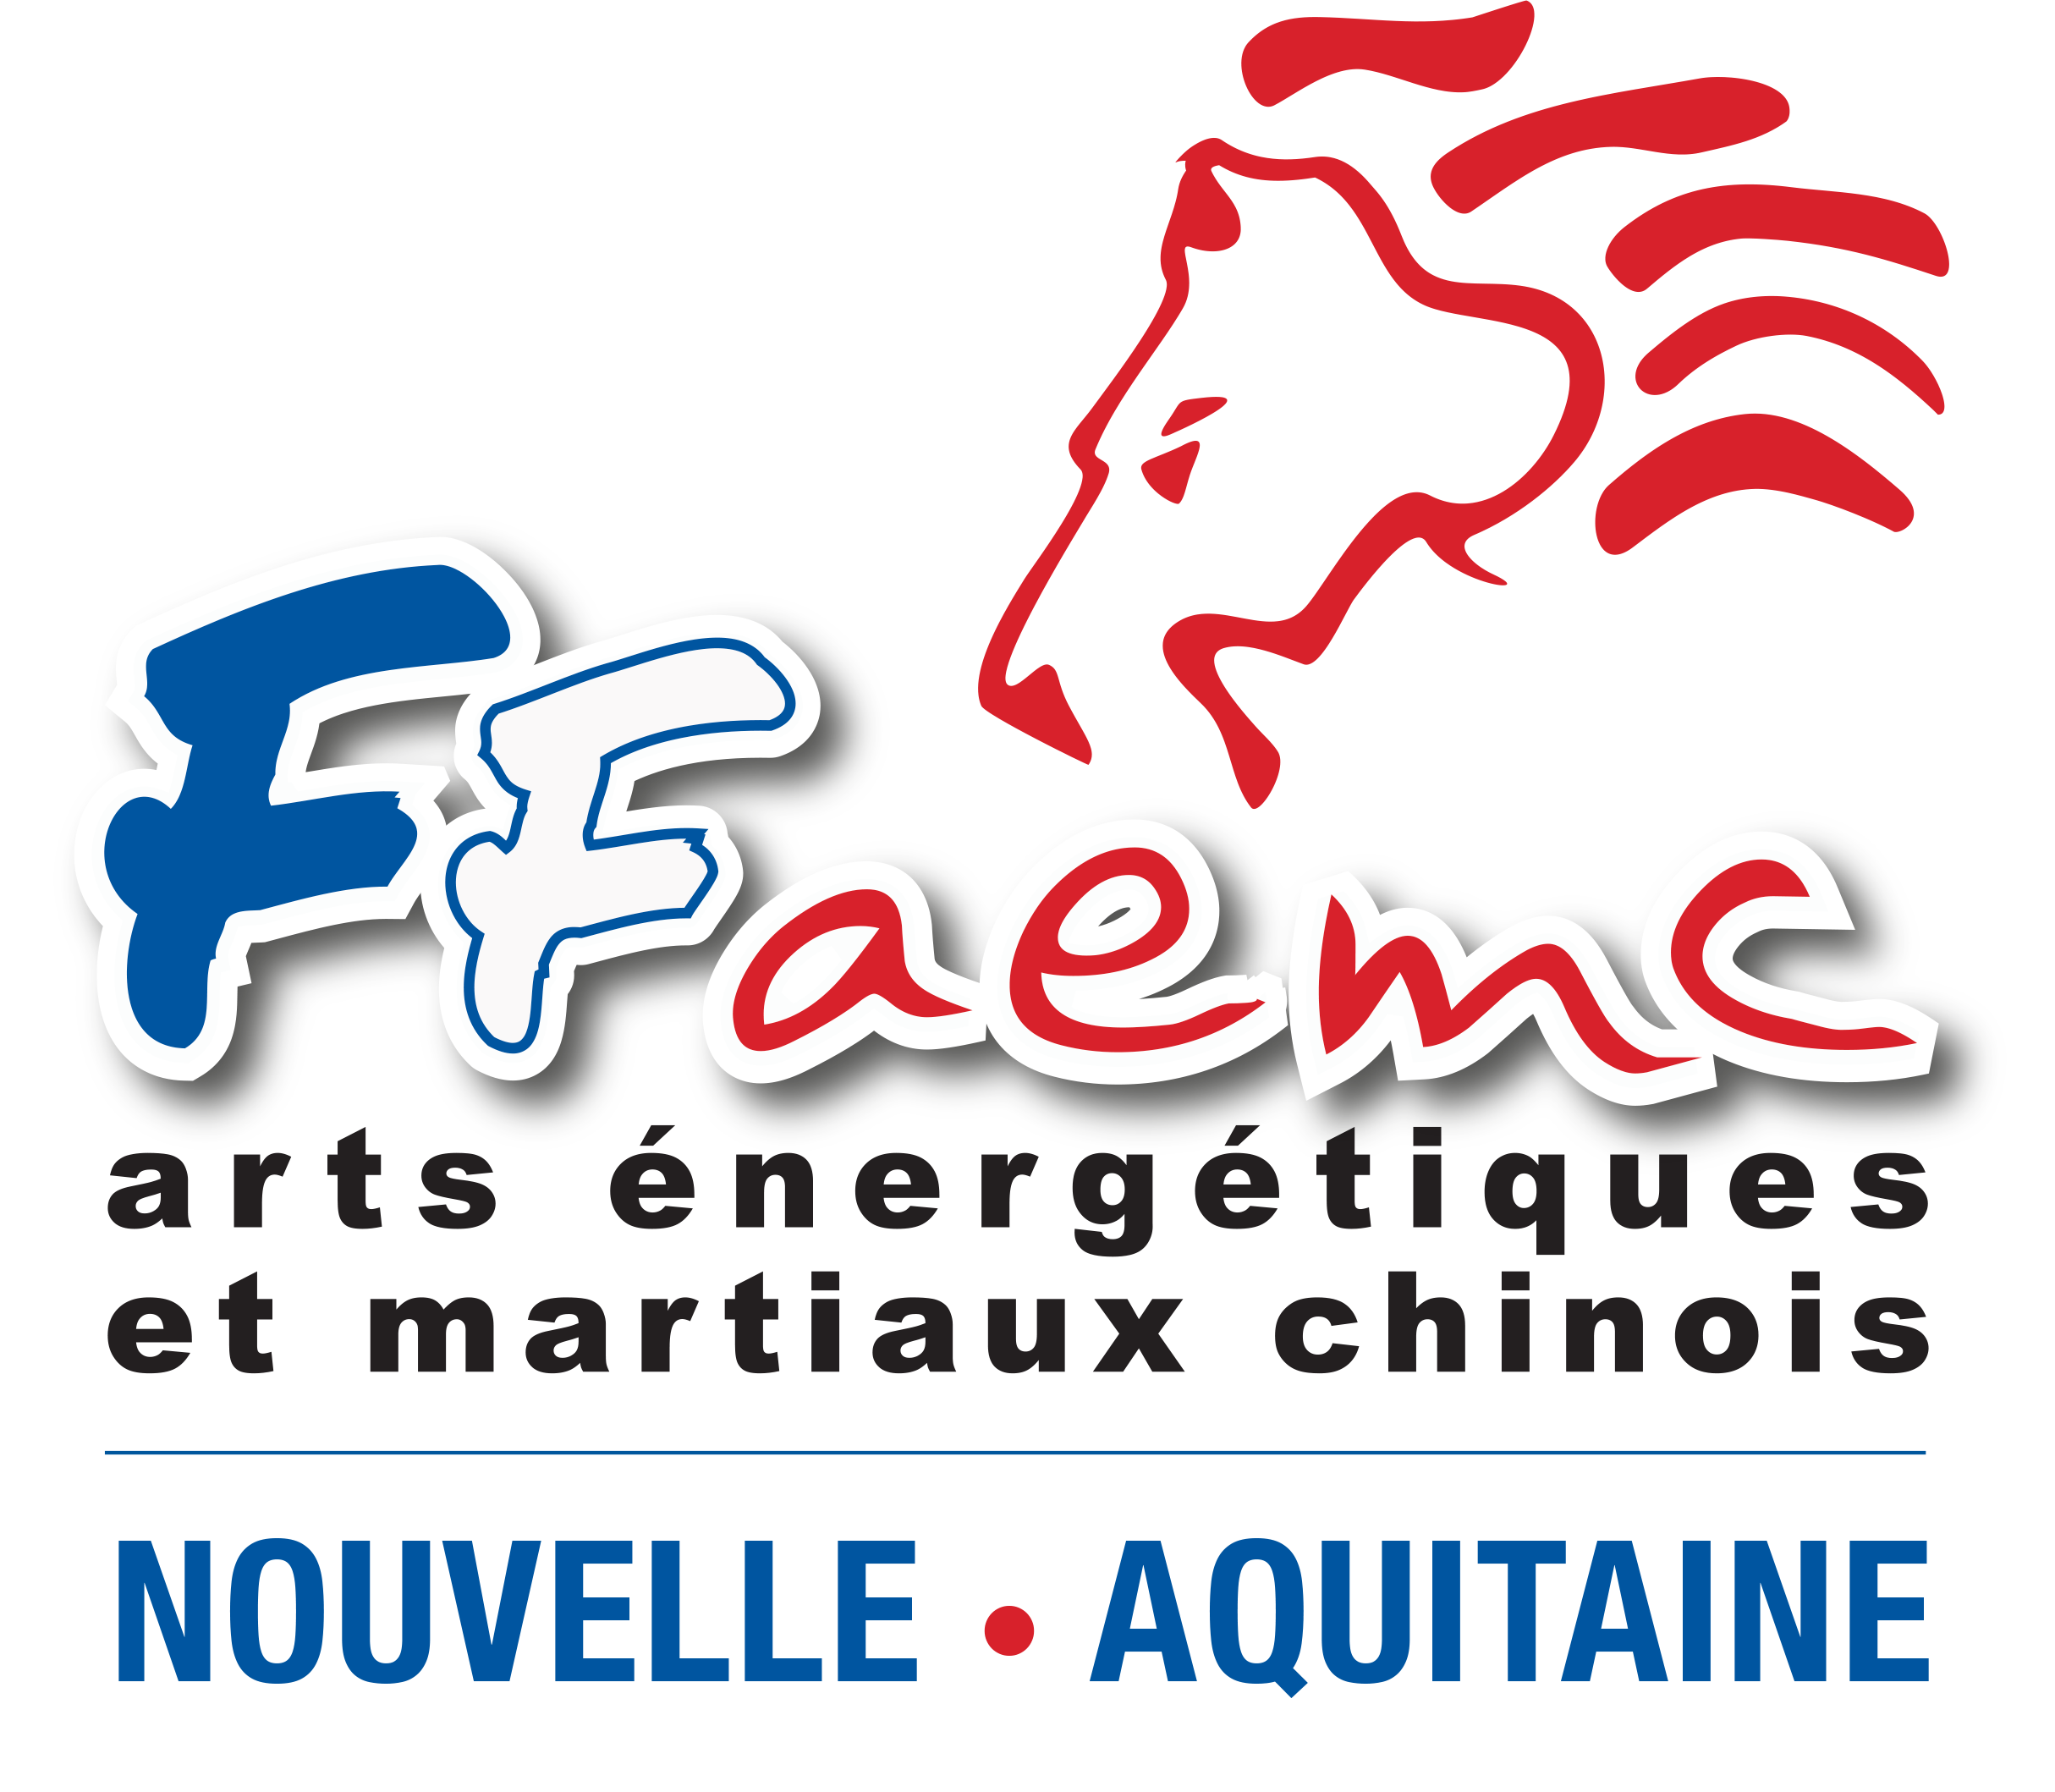 FFaemc
arts énergétiques
et martiaux chinois
NOUVELLE • AQUITAINE